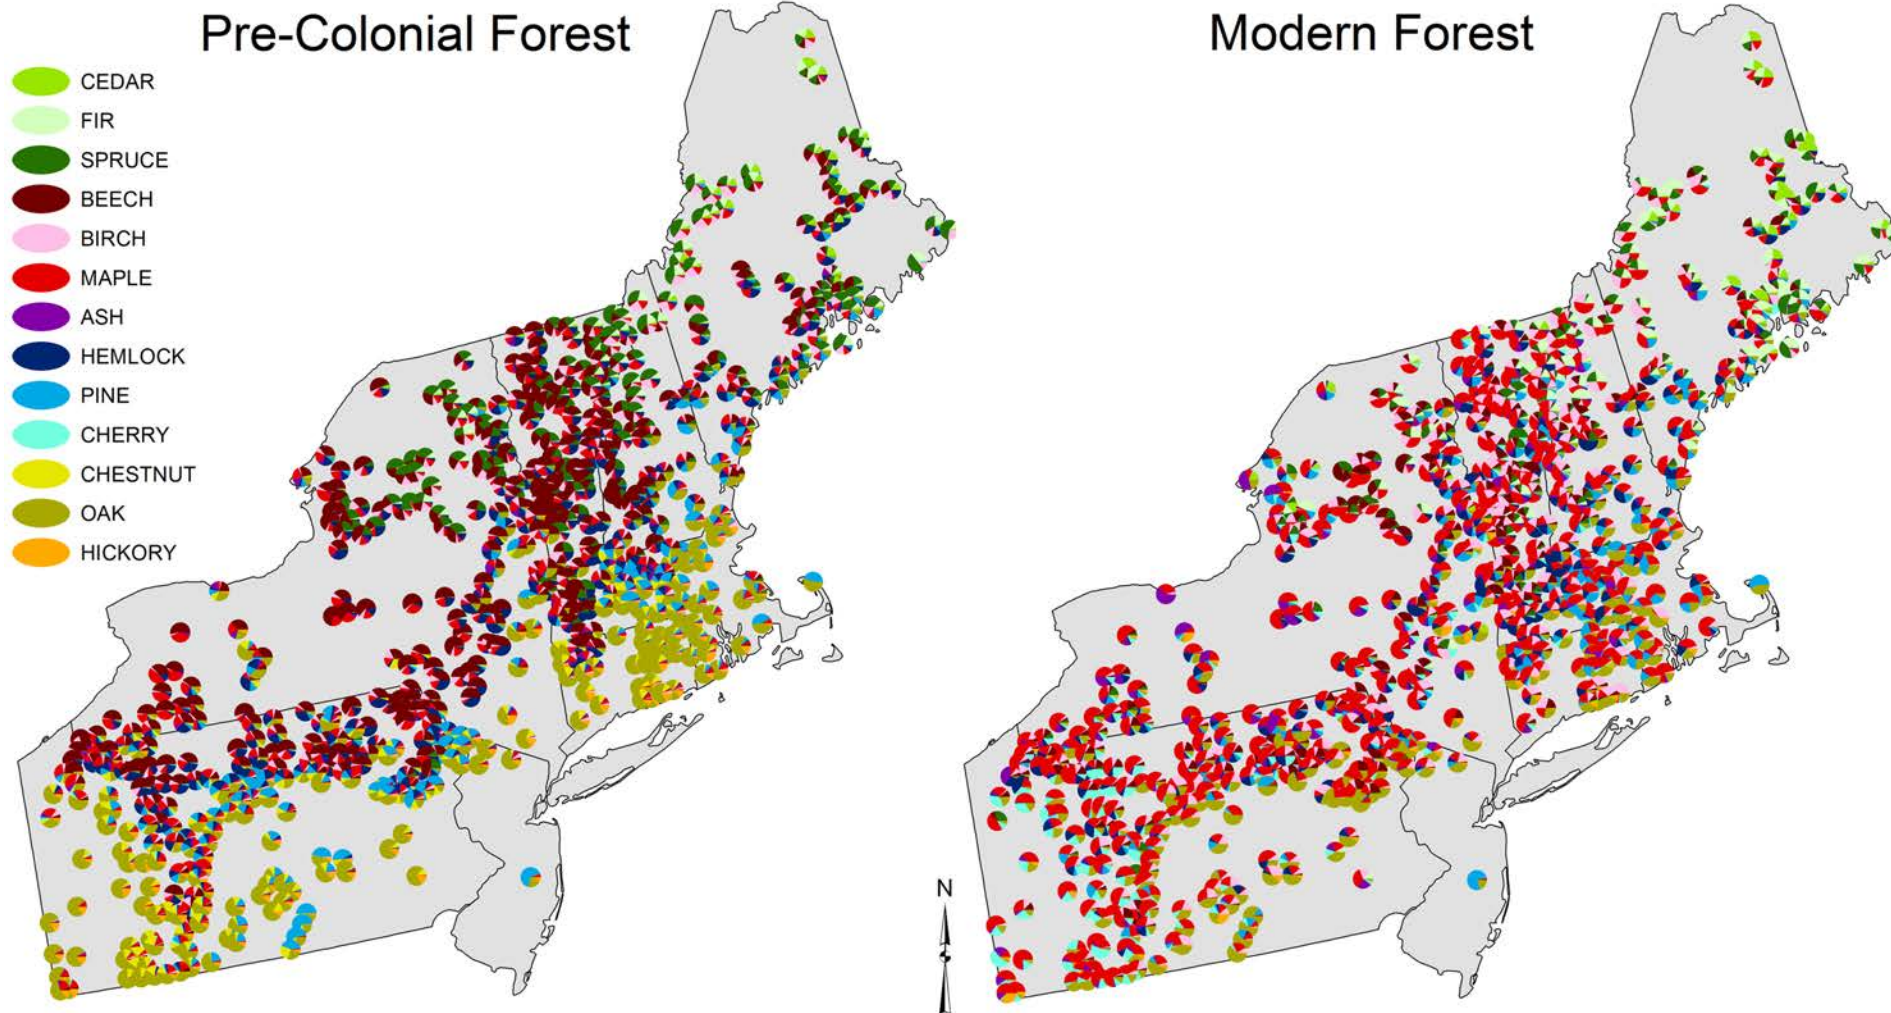 Pre-Colonial Forest
Modern Forest
CEDAR
FIR
SPRUCE
BEECH
BIRCH
MAPLE
ASH
HEMLOCK
PINE
CHERRY
CHESTNUT
OAK
HICKORY
N